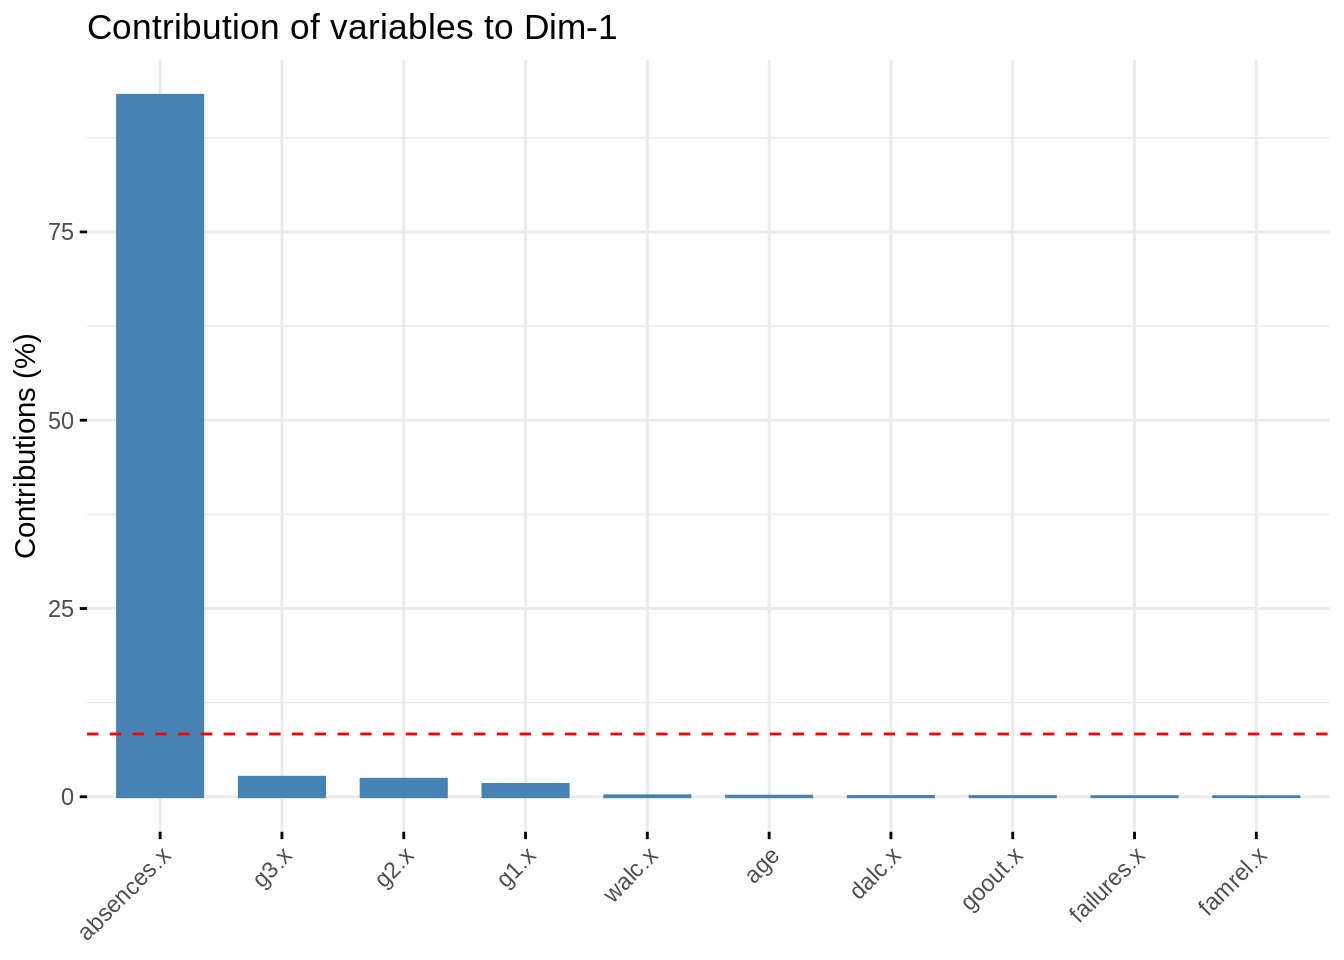 Contribution of variables to Dim-1
Contributions (%)
75
50
25
0
absences.x
g3.x
g2.x
g1.x
walc.x
age
dalc.x
goout.x
failures.x
famrel.x